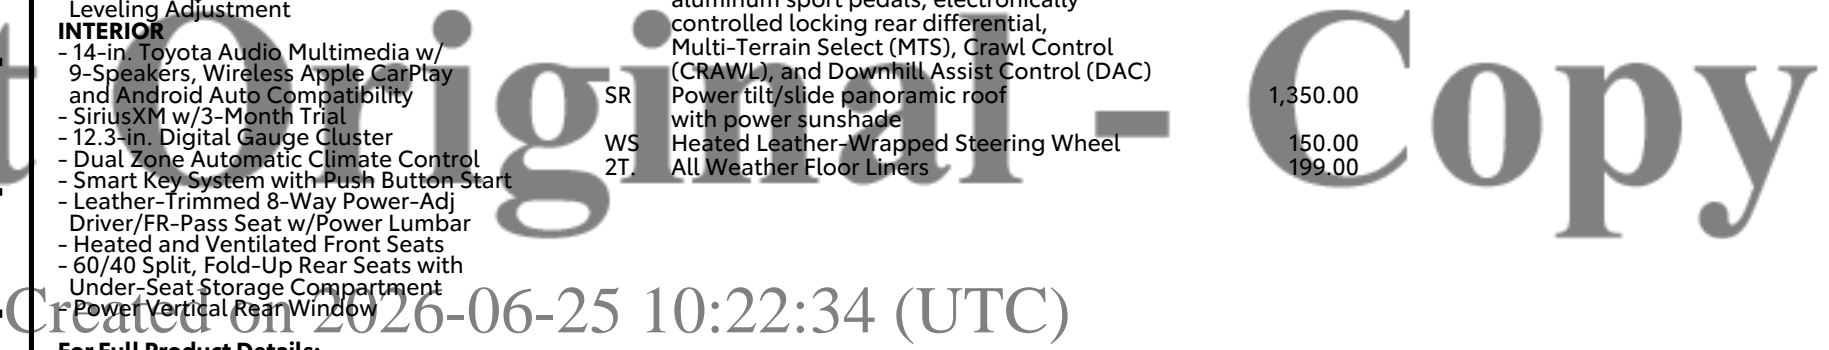 Leveling Adjustment
INTERIOR
- 14-in. Toyota Audio Multimedia w/
9-Speakers, Wireless Apple CarPlay
and Android Auto Compatibility
- SiriusXM w/3-Month Trial
- 12.3-in. Digital Gauge Cluster
- Dual Zone Automatic Climate Control
- Smart Key System with Push Button Start
- Leather-Trimmed 8-Way Power-Adj
Driver/FR-Pass Seat w/Power Lumbar
- Heated and Ventilated Front Seats
- 60/40 Split, Fold-Up Rear Seats with
Under-Seat Storage Compartment
- Power Vertical Rear Window
For Full Product Details:
aluminum sport pedals, electronically
controlled locking rear differential,
Multi-Terrain Select (MTS), Crawl Control
(CRAWL), and Downhill Assist Control (DAC)
SR Power tilt/slide panoramic roof 1,350.00
with power sunshade
WS Heated Leather-Wrapped Steering Wheel 150.00
2T. All Weather Floor Liners 199.00
t Original - Copy
Created on 2026-06-25 10:22:34 (UTC)